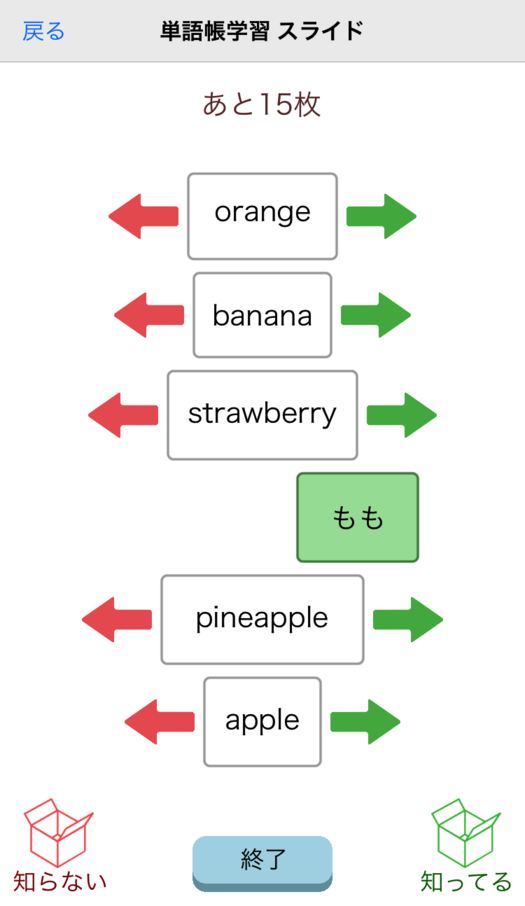 戻る 単語帳学習 スライド
あと15枚
orange
banana
strawberry
もも
pineapple
apple
知らない 終了 知ってる